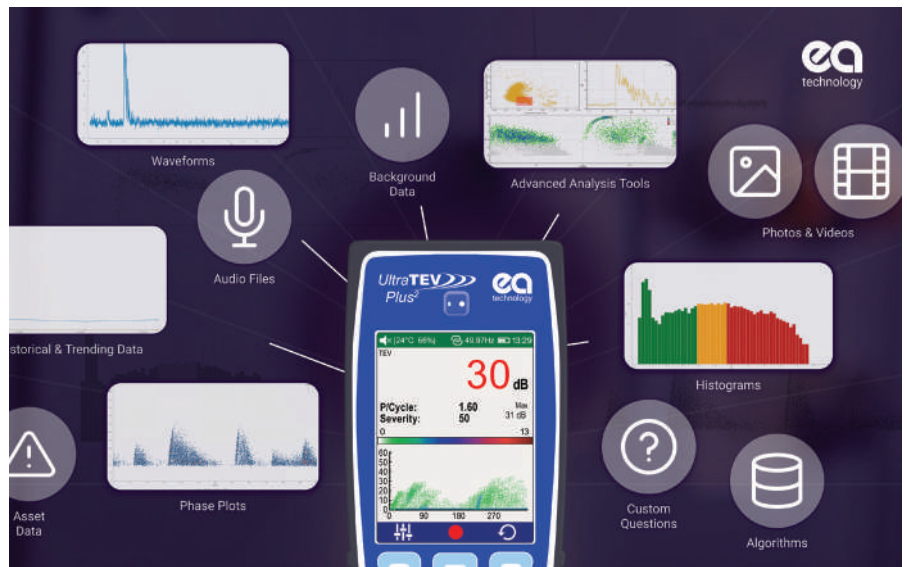 ea
technology
Waveforms
Background
Data
Advanced Analysis Tools
Photos & Videos
Audio Files
UltraTEV
Plus²
ea
technology
& Trending Data
24°C 66%
49.97Hz
13:29
TEV
30 dB
P/Cycle: 1.60
Max
Severity: 50
31 dB
0 13
60
50
40
30
20
10
0
0 90 180 270
Histograms
Phase Plots
Asset
Data
Custom
Questions
Algorithms